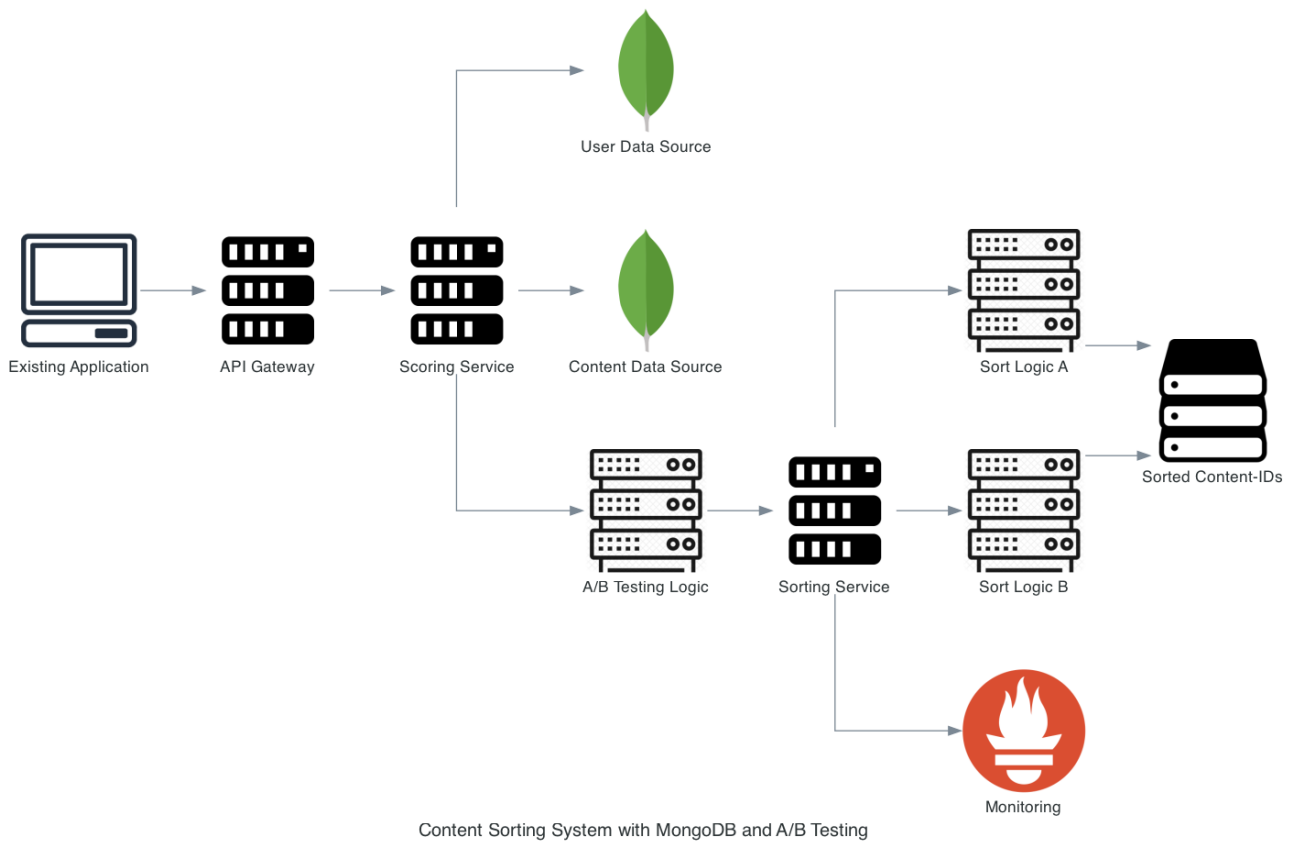 User Data Source
Existing Application
API Gateway
Scoring Service
Content Data Source
Sort Logic A
Sorted Content-IDs
A/B Testing Logic
Sorting Service
Sort Logic B
Monitoring
Content Sorting System with MongoDB and A/B Testing